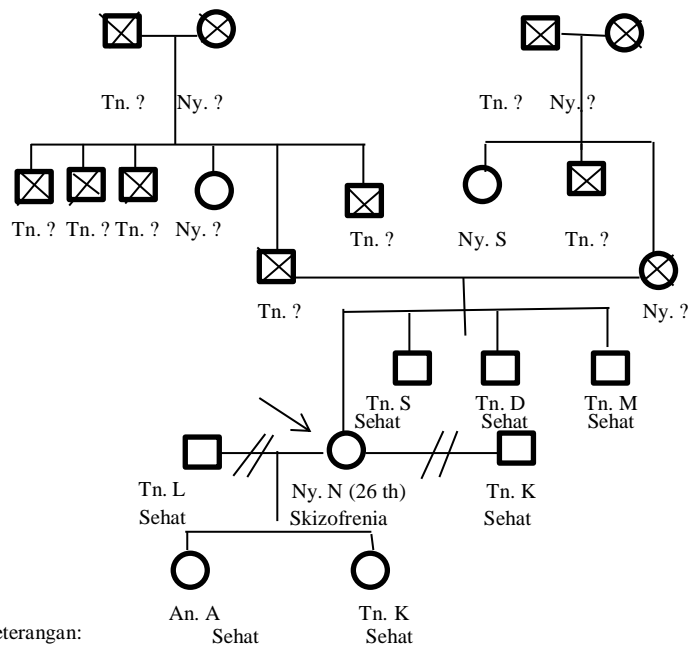 Tn. ? Ny. ? Tn. ? Ny. ?
Tn. ? Tn. ? Tn. ? Ny. ? Tn. ? Ny. S Tn. ?
Tn. ? Ny. ?
Tn. S Tn. D Tn. M
Sehat Sehat Sehat
Tn. L Ny. N (26 th) Tn. K
Sehat Skizofrenia Sehat
An. A Tn. K
eterangan: Sehat Sehat